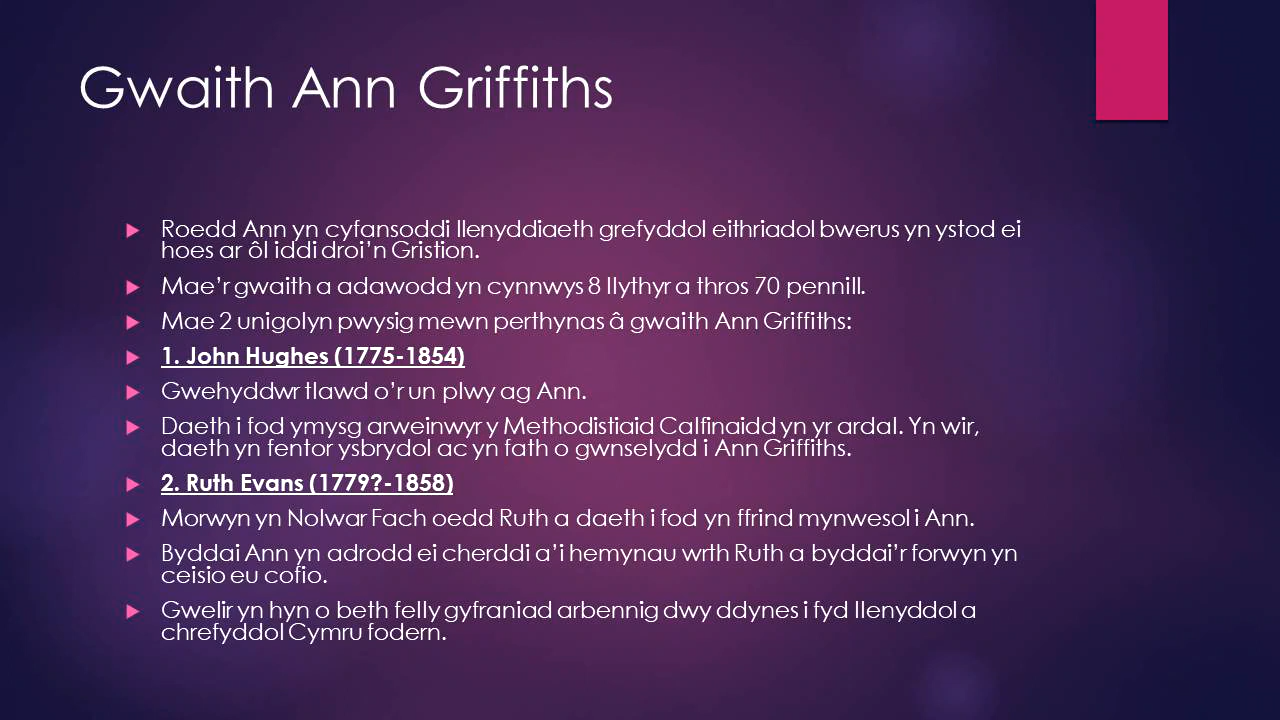 Gwaith Ann Griffiths
Roedd Ann yn cyfansoddi llenyddiaeth grefyddol eithriadol bwerus yn ystod ei
hoes ar ôl iddi droi’n Gristion.
Mae’r gwaith a adawodd yn cynnwys 8 llythyr a thros 70 pennill.
Mae 2 unigolyn pwysig mewn perthynas â gwaith Ann Griffiths:
1. John Hughes (1775-1854)
Gwehyddwr tlawd o’r un plwy ag Ann.
Daeth i fod ymysg arweinwyr y Methodistiaid Calfinaidd yn yr ardal. Yn wir,
daeth yn fentor ysbrydol ac yn fath o gwnselydd i Ann Griffiths.
2. Ruth Evans (1779?-1858)
Morwyn yn Nolwar Fach oedd Ruth a daeth i fod yn ffrind mynwesol i Ann.
Byddai Ann yn adrodd ei cherddi a’i hemynau wrth Ruth a byddai’r forwyn yn
ceisio eu cofio.
Gwelir yn hyn o beth felly gyfraniad arbennig dwy ddynes i fyd llenyddol a
chrefyddol Cymru fodern.